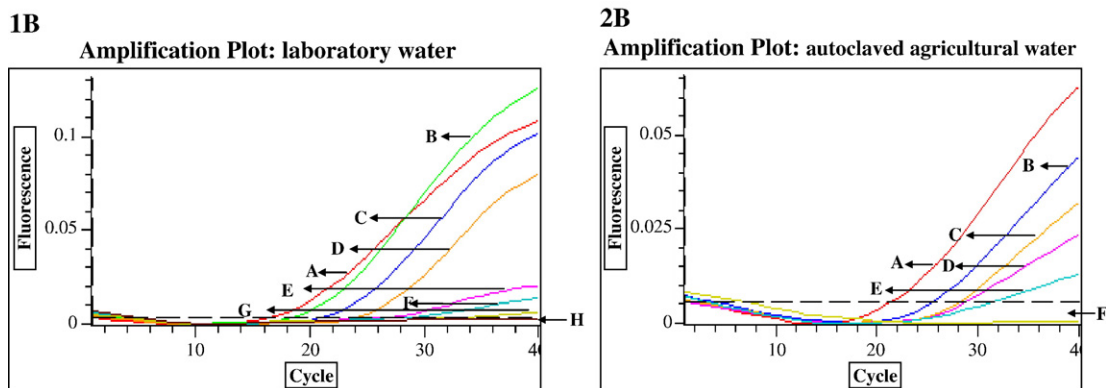 1B
Amplification Plot: laboratory water
Fluorescence
0.1
0.05
0
B
C
D
A
E
F
G
H
10
20
30
40
Cycle
2B
Amplification Plot: autoclaved agricultural water
Fluorescence
0.05
0.025
0
B
C
A
D
E
F
10
20
30
40
Cycle